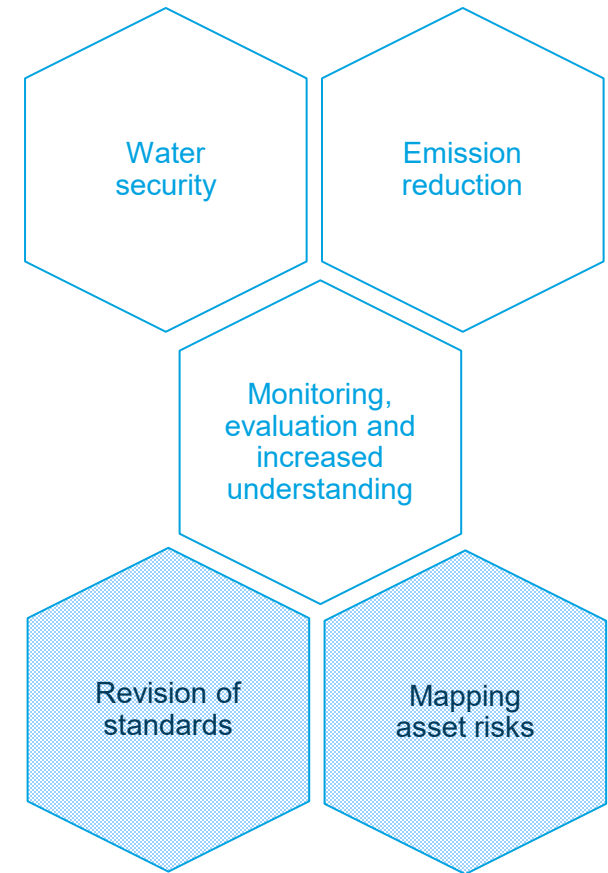 Water
security
Emission
reduction
Monitoring,
evaluation and
increased
understanding
Revision of
standards
Mapping
asset risks